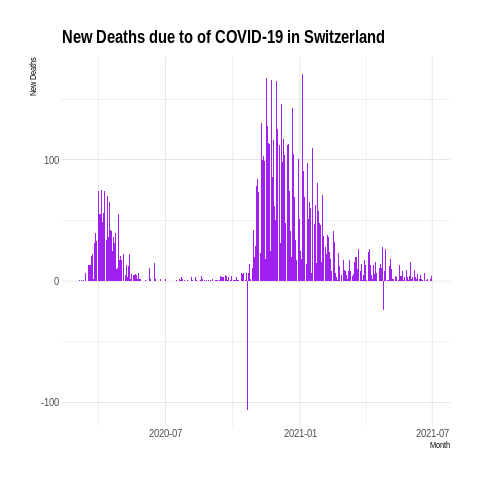 New Deaths due to of COVID-19 in Switzerland
New Deaths
100
0
-100
2020-07
2021-01
2021-07
Month